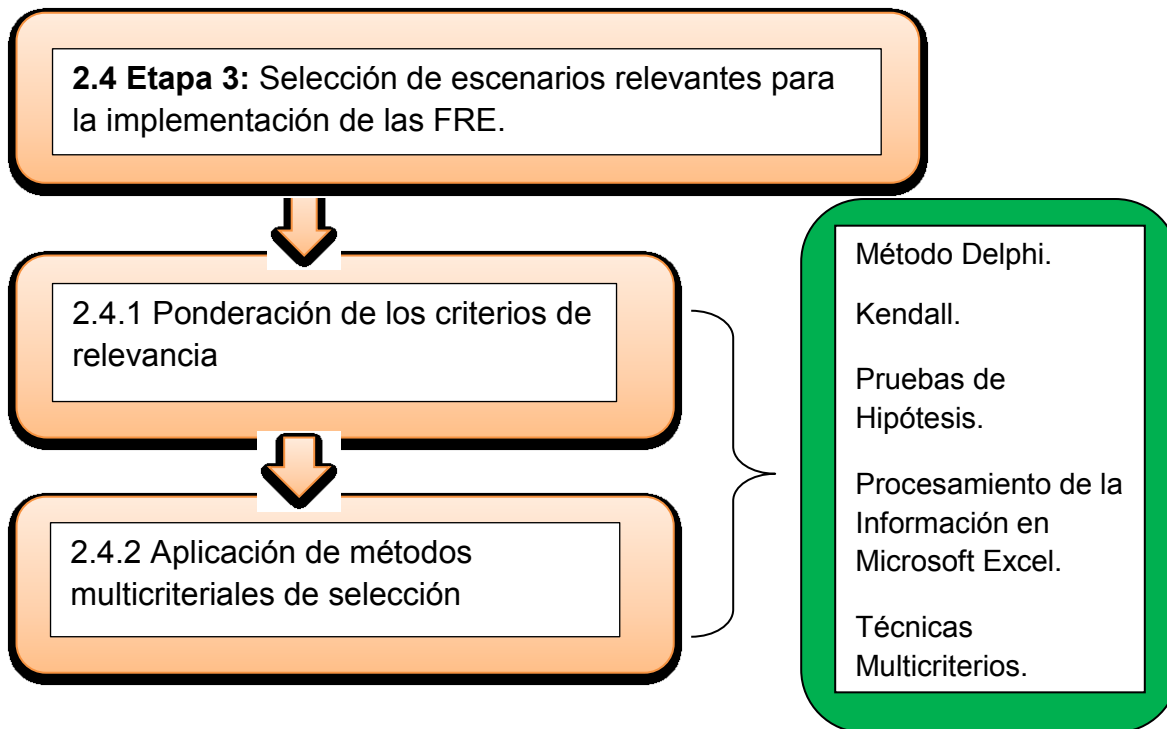 2.4 Etapa 3: Selección de escenarios relevantes para
la implementación de las FRE.
2.4.1 Ponderación de los criterios de
relevancia
2.4.2 Aplicación de métodos
multicriteriales de selección
Método Delphi.
Kendall.
Pruebas de
Hipótesis.
Procesamiento de la
Información en
Microsoft Excel.
Técnicas
Multicriterios.